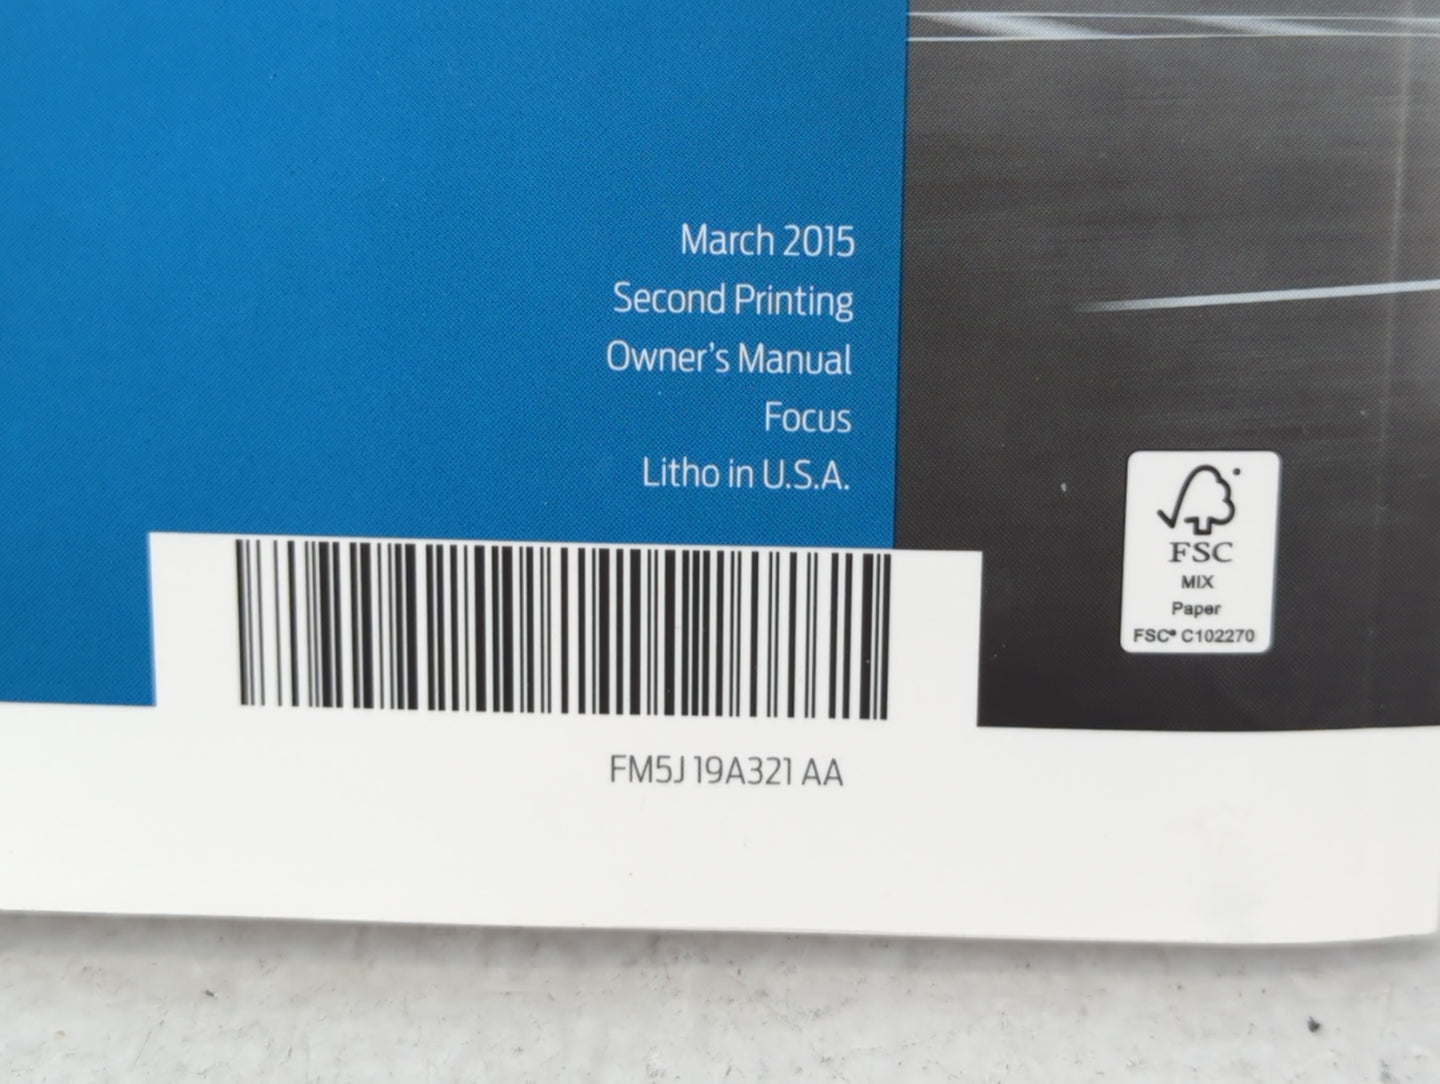 March 2015
Second Printing
Owner's Manual
Focus
Litho in U.S.A.
FM5J 19A321 AA
FSC
MIX
Paper
FSC® C102270